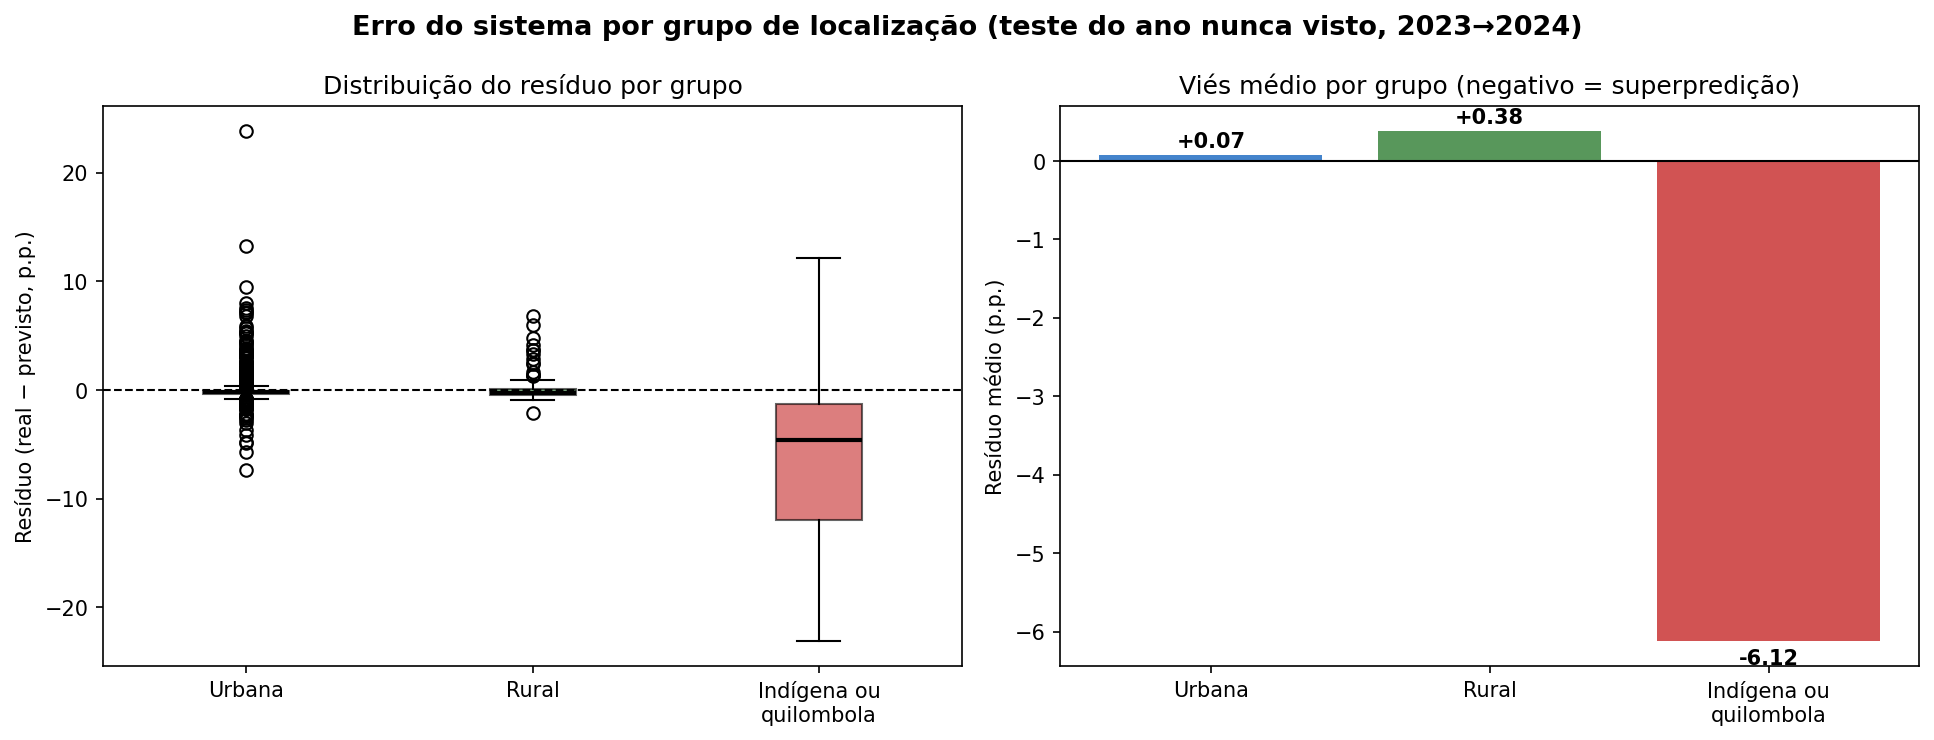 Erro do sistema por grupo de localização (teste do ano nunca visto, 2023→2024)
Distribuição do resíduo por grupo
Resíduo (real − previsto, p.p.)
20
10
0
−10
−20
Urbana
Rural
Indígena ou
quilombola
Viés médio por grupo (negativo = superpredição)
Resíduo médio (p.p.)
0
−1
−2
−3
−4
−5
−6
+0.07
+0.38
-6.12
Urbana
Rural
Indígena ou
quilombola